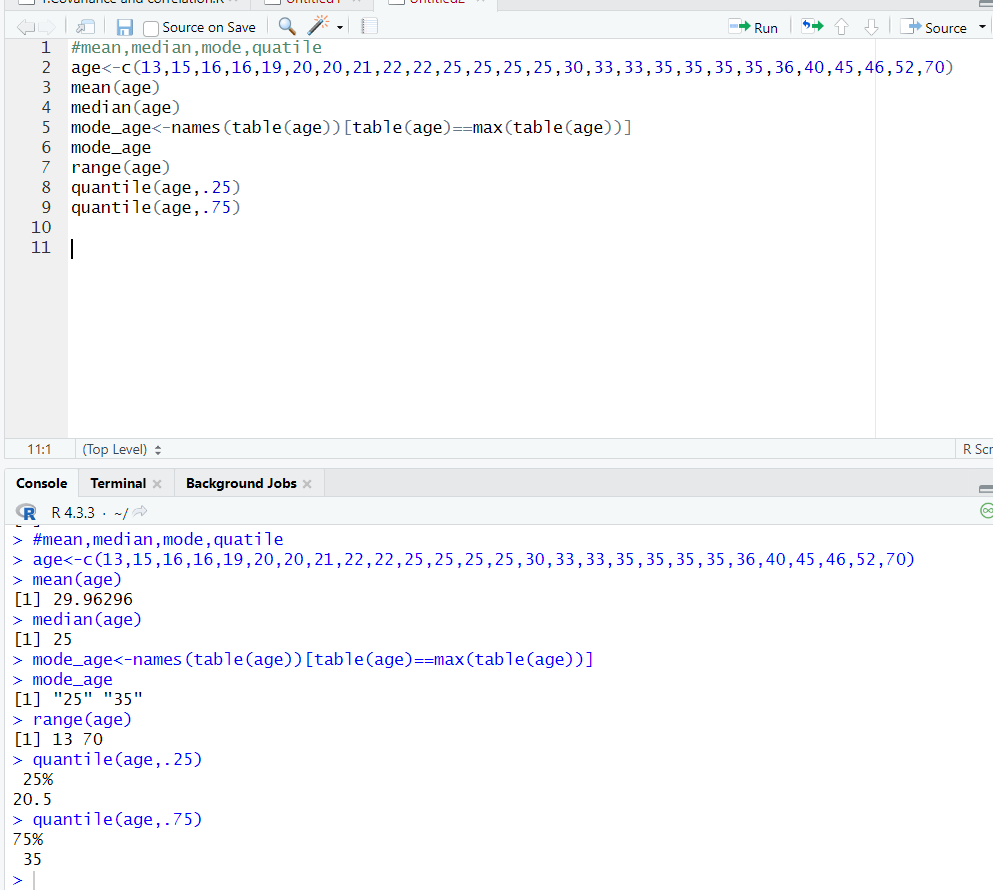 Source on Save
Run
Source
1 #mean,median,mode,quatile
2 age<-c(13,15,16,16,19,20,20,21,22,22,25,25,25,25,30,33,33,35,35,35,35,36,40,45,46,52,70)
3 mean(age)
4 median(age)
5 mode_age<-names(table(age))[table(age)==max(table(age))]
6 mode_age
7 range(age)
8 quantile(age,.25)
9 quantile(age,.75)
10
11
11:1 (Top Level) R Scr
Console Terminal Background Jobs
R R 4.3.3 · ~/
> #mean,median,mode,quatile
> age<-c(13,15,16,16,19,20,20,21,22,22,25,25,25,25,30,33,33,35,35,35,35,36,40,45,46,52,70)
> mean(age)
[1] 29.96296
> median(age)
[1] 25
> mode_age<-names(table(age))[table(age)==max(table(age))]
> mode_age
[1] "25" "35"
> range(age)
[1] 13 70
> quantile(age,.25)
25%
20.5
> quantile(age,.75)
75%
35
>